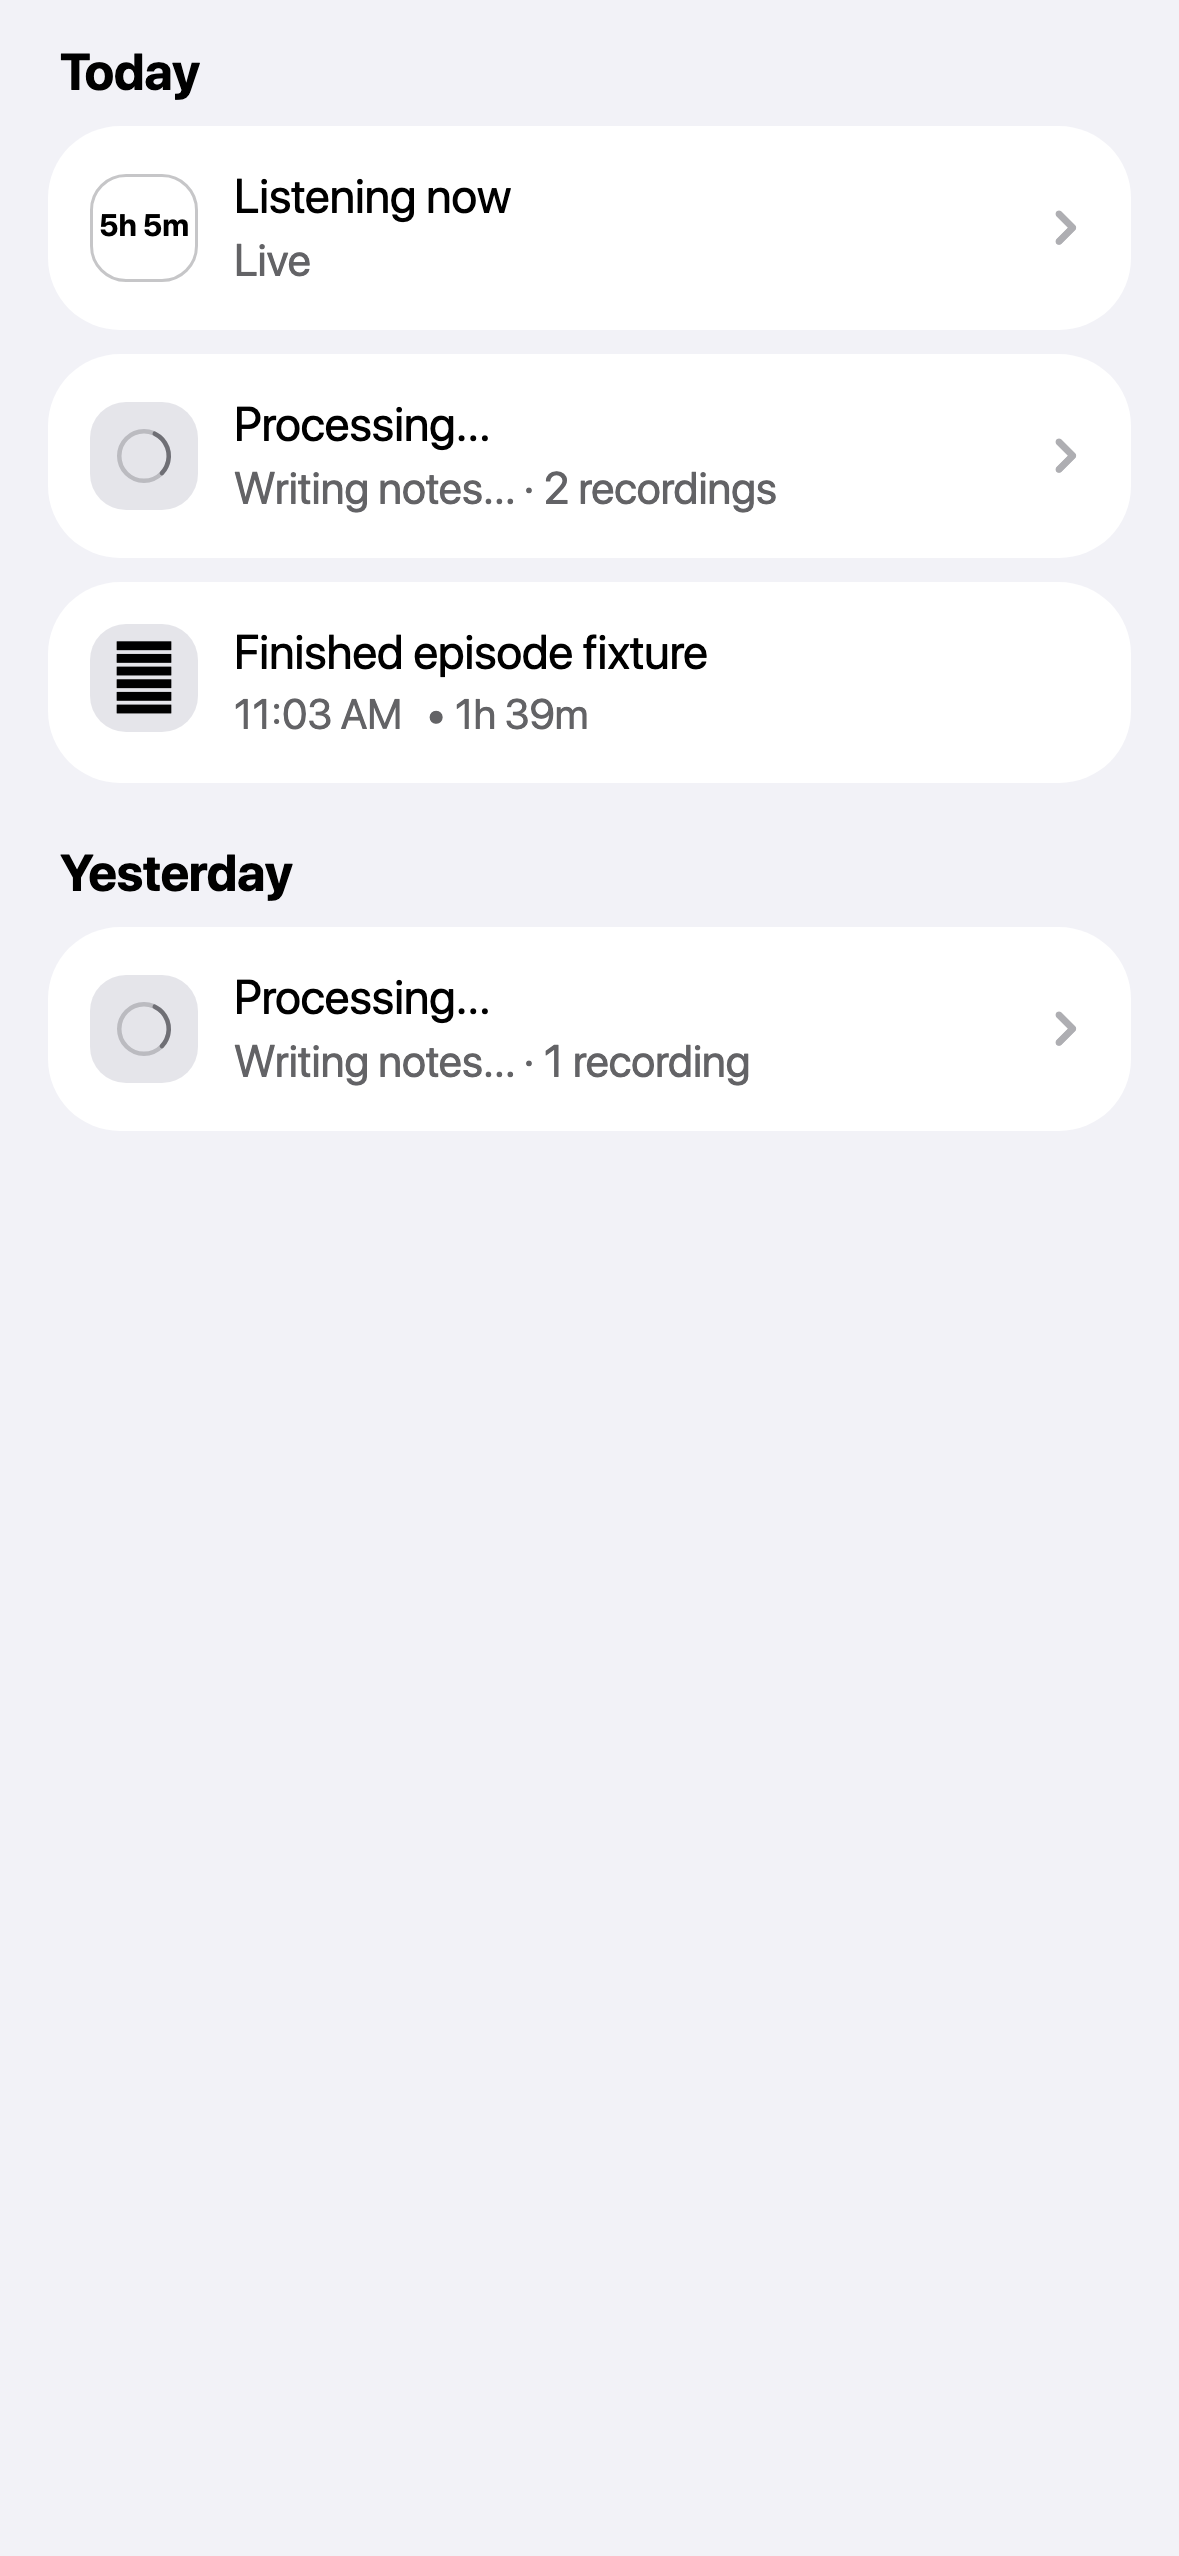 Today
5h 5m
Listening now
Live
Processing...
Writing notes... · 2 recordings
Finished episode fixture
11:03 AM • 1h 39m
Yesterday
Processing...
Writing notes... · 1 recording